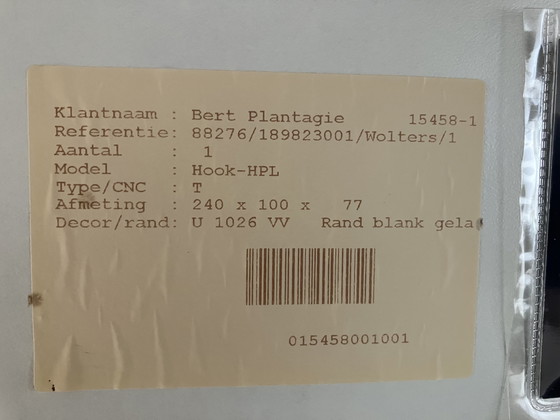 Klantnaam : Bert Plantagie 15458-1
Referentie: 88276/189823001/Wolters/1
Aantal : 1
Model : Hook-HPL
Type/CNC : T
Afmeting : 240 x 100 x 77
Decor/rand: U 1026 VV Rand blank gela
015458001001